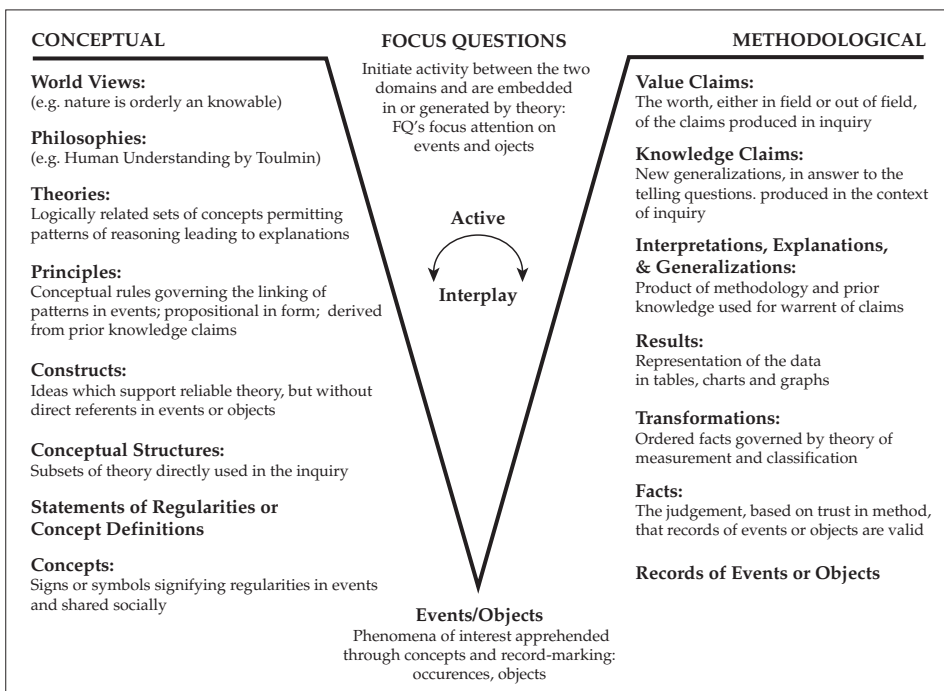 CONCEPTUAL
World Views:
(e.g. nature is orderly an knowable)
Philosophies:
(e.g. Human Understanding by Toulmin)
Theories:
Logically related sets of concepts permitting
patterns of reasoning leading to explanations
Principles:
Conceptual rules governing the linking of
patterns in events; propositional in form; derived
from prior knowledge claims
Constructs:
Ideas which support reliable theory, but without
direct referents in events or objects
Conceptual Structures:
Subsets of theory directly used in the inquiry
Statements of Regularities or
Concept Definitions
Concepts:
Signs or symbols signifying regularities in events
and shared socially
FOCUS QUESTIONS
Initiate activity between the two
domains and are embedded
in or generated by theory:
FQ's focus attention on
events and ojects
Active
Interplay
Events/Objects
Phenomena of interest apprehended
through concepts and record-marking:
occurences, objects
METHODOLOGICAL
Value Claims:
The worth, either in field or out of field,
of the claims produced in inquiry
Knowledge Claims:
New generalizations, in answer to the
telling questions. produced in the context
of inquiry
Interpretations, Explanations,
& Generalizations:
Product of methodology and prior
knowledge used for warrent of claims
Results:
Representation of the data
in tables, charts and graphs
Transformations:
Ordered facts governed by theory of
measurement and classification
Facts:
The judgement, based on trust in method,
that records of events or objects are valid
Records of Events or Objects